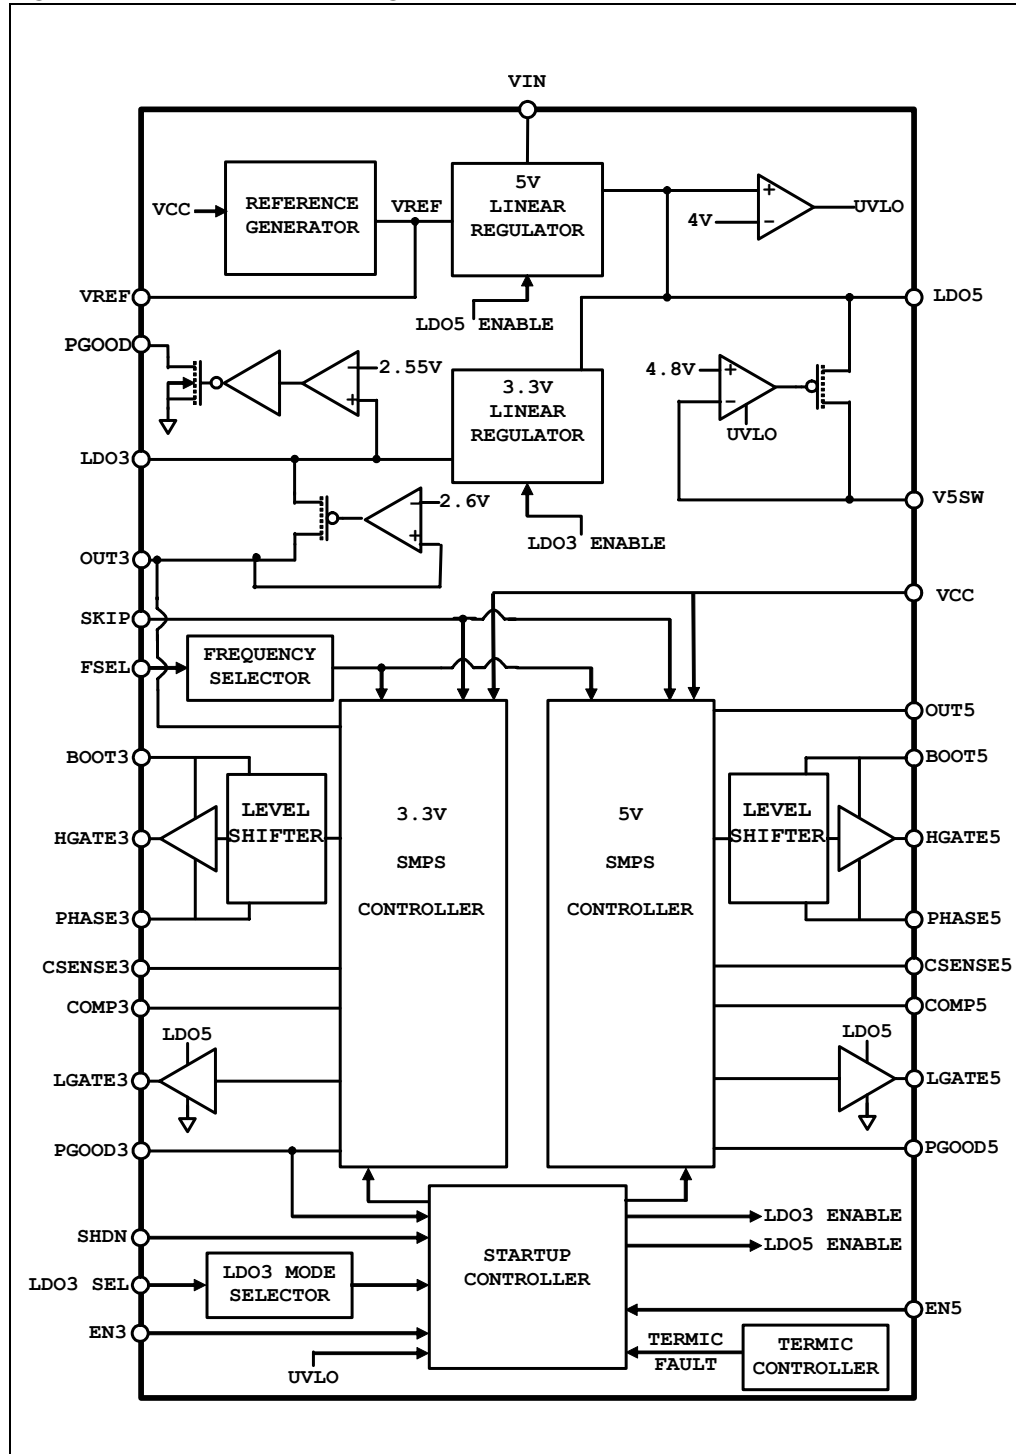 VIN
REFERENCE
GENERATOR
VCC
VREF
5V
LINEAR
REGULATOR
+
4V
−
UVLO
VREF
LDO5 ENABLE
LDO5
PGOOD
−
2.55V
+
3.3V
LINEAR
REGULATOR
4.8V
+
−
UVLO
LDO3
−
2.6V
+
V5SW
LDO3 ENABLE
OUT3
VCC
SKIP
FSEL
FREQUENCY
SELECTOR
OUT5
BOOT3
BOOT5
LEVEL
SHIFTER
3.3V
SMPS
CONTROLLER
5V
SMPS
CONTROLLER
LEVEL
SHIFTER
HGATE3
HGATE5
PHASE3
PHASE5
CSENSE3
CSENSE5
COMP3
COMP5
LDO5
LDO5
LGATE3
LGATE5
PGOOD3
PGOOD5
SHDN
LDO3 ENABLE
LDO5 ENABLE
STARTUP
CONTROLLER
LDO3 SEL
LDO3 MODE
SELECTOR
EN3
EN5
UVLO
TERMIC
FAULT
TERMIC
CONTROLLER